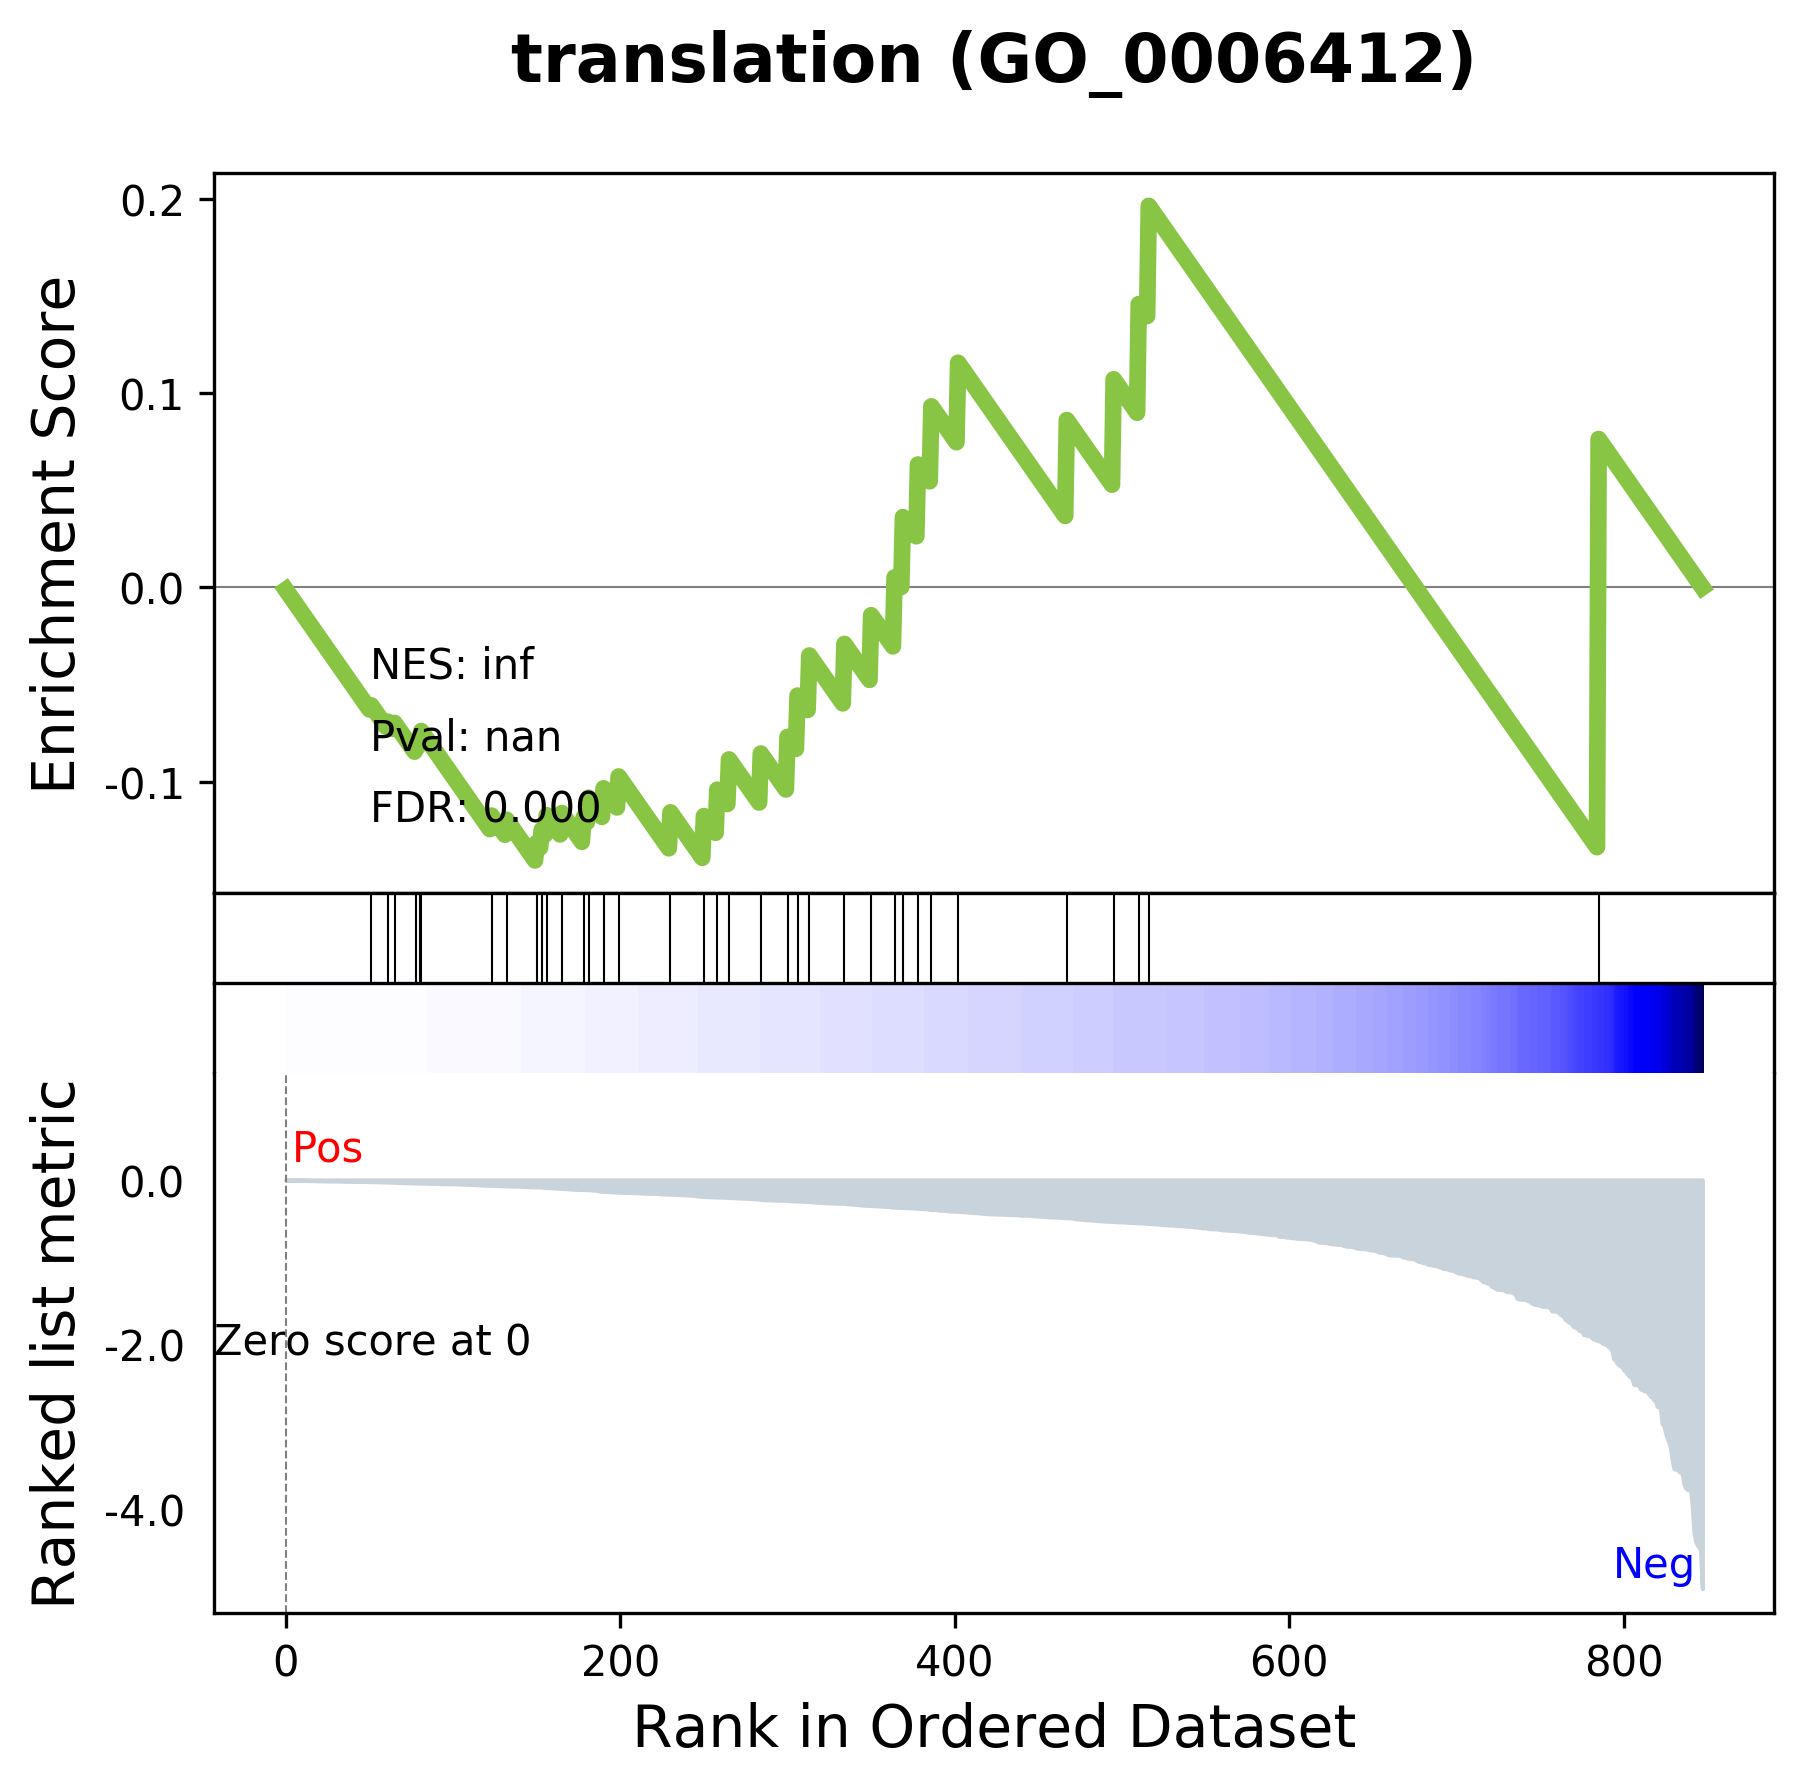 translation (GO_0006412)
Enrichment Score
0.2
0.1
0.0
-0.1
NES: inf
Pval: nan
FDR: 0.000
Ranked list metric
Pos
0.0
-2.0
-4.0
Zero score at 0
Neg
0
200
400
600
800
Rank in Ordered Dataset